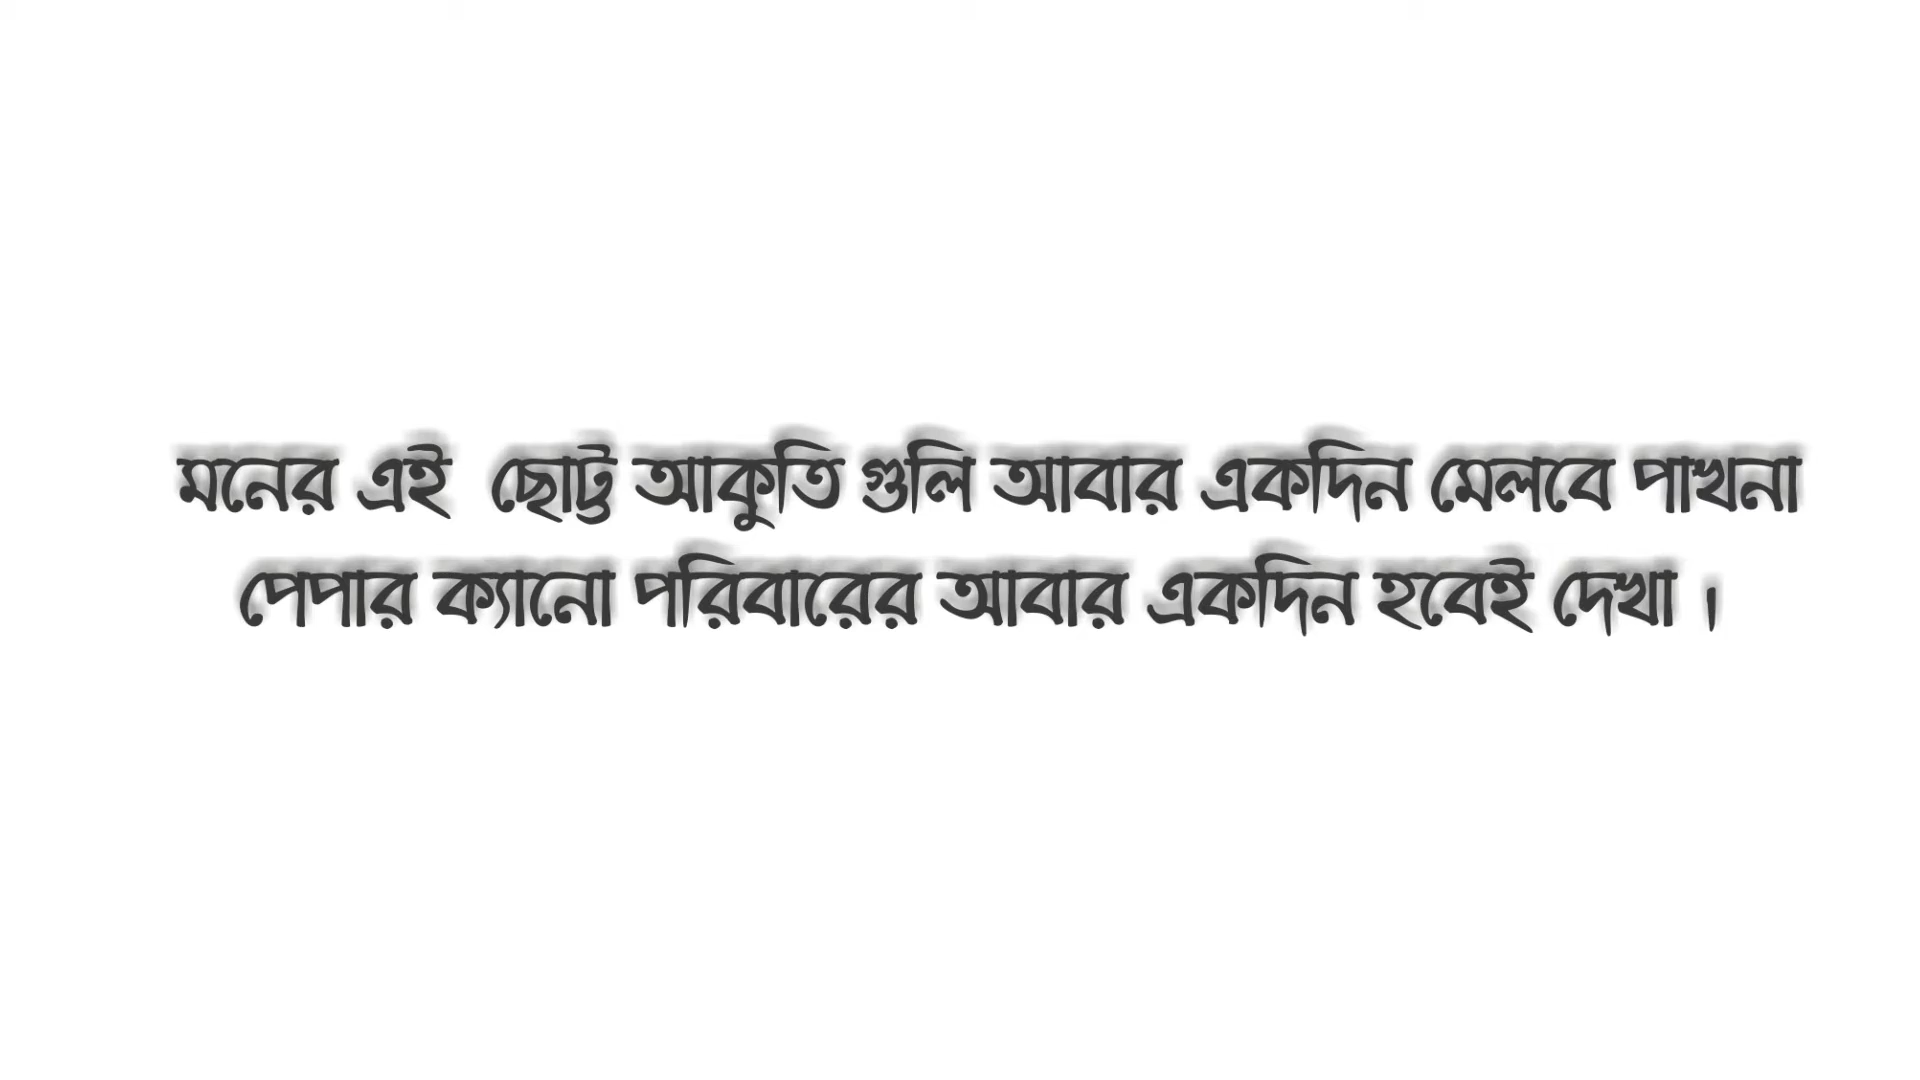 মনের এই ছোট্ট আকুতি গুলি আবার একদিন মেলবে পাখনা
পেপার ক্যানো পরিবারের আবার একদিন হবেই দেখা ।